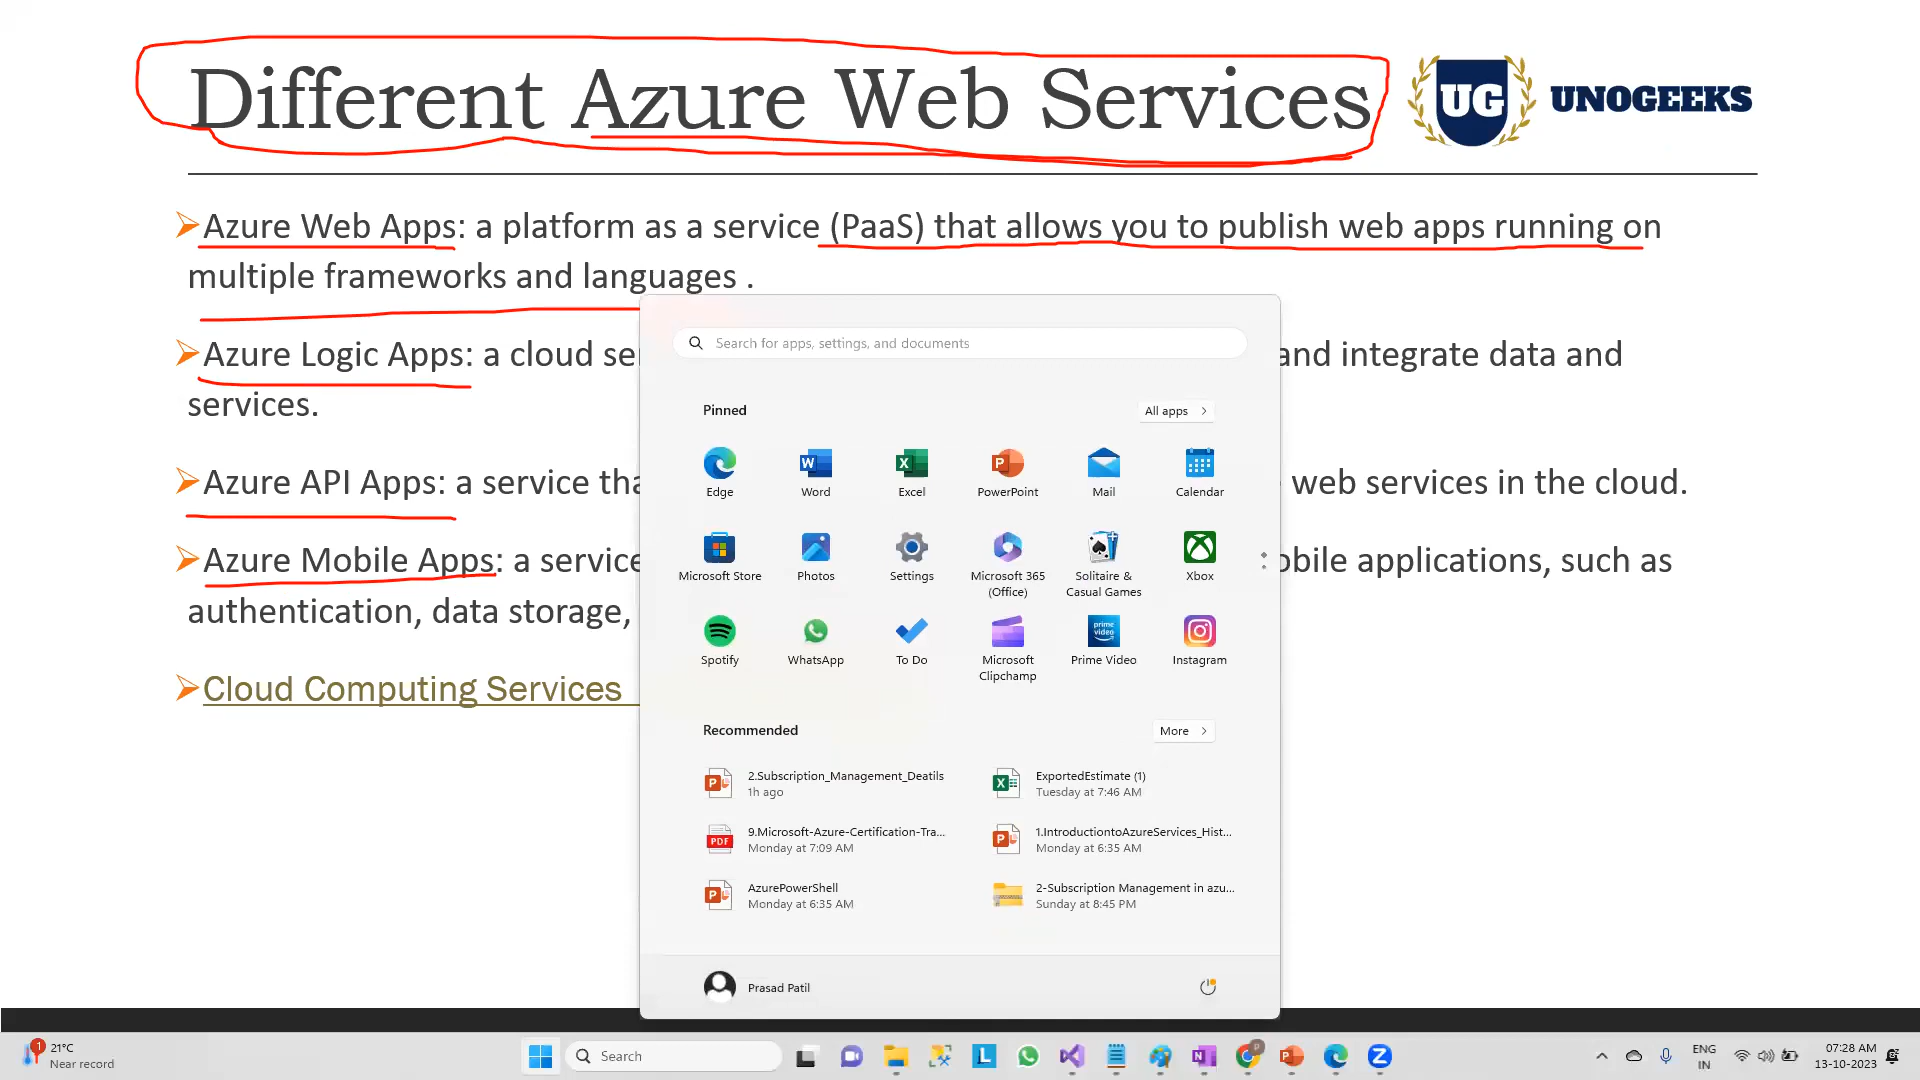 Different Azure Web Services
UG UNOGEEKS
Azure Web Apps: a platform as a service (PaaS) that allows you to publish web apps running on
multiple frameworks and languages .
Azure Logic Apps: a cloud and integrate data and
services.
Azure API Apps: a service web services in the cloud.
Azure Mobile Apps: a service applications, such as
authentication, data storage,
Cloud Computing Services
Search for apps, settings, and documents
Pinned
All apps
Edge
Word
Excel
PowerPoint
Mail
Calendar
Microsoft Store
Photos
Settings
Microsoft 365
(Office)
Solitaire &
Casual Games
Xbox
Spotify
WhatsApp
To Do
Microsoft
Clipchamp
prime
video
Prime Video
Instagram
Recommended
More
2.Subscription_Management_Deatils
1h ago
ExportedEstimate (1)
Tuesday at 7:46 AM
PDF
9.Microsoft-Azure-Certification-Tra...
Monday at 7:09 AM
1.IntroductiontoAzureServices_Hist...
Monday at 6:35 AM
AzurePowerShell
Monday at 6:35 AM
2-Subscription Management in azu...
Sunday at 8:45 PM
Prasad Patil
1
21°C
Near record
Search
ENG
IN
07:28 AM
13-10-2023